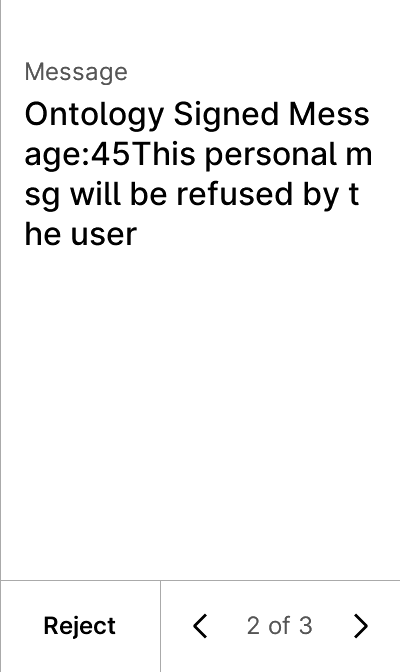 Message
Ontology Signed Mess
age:45This personal m
sg will be refused by t
he user
Reject
2 of 3